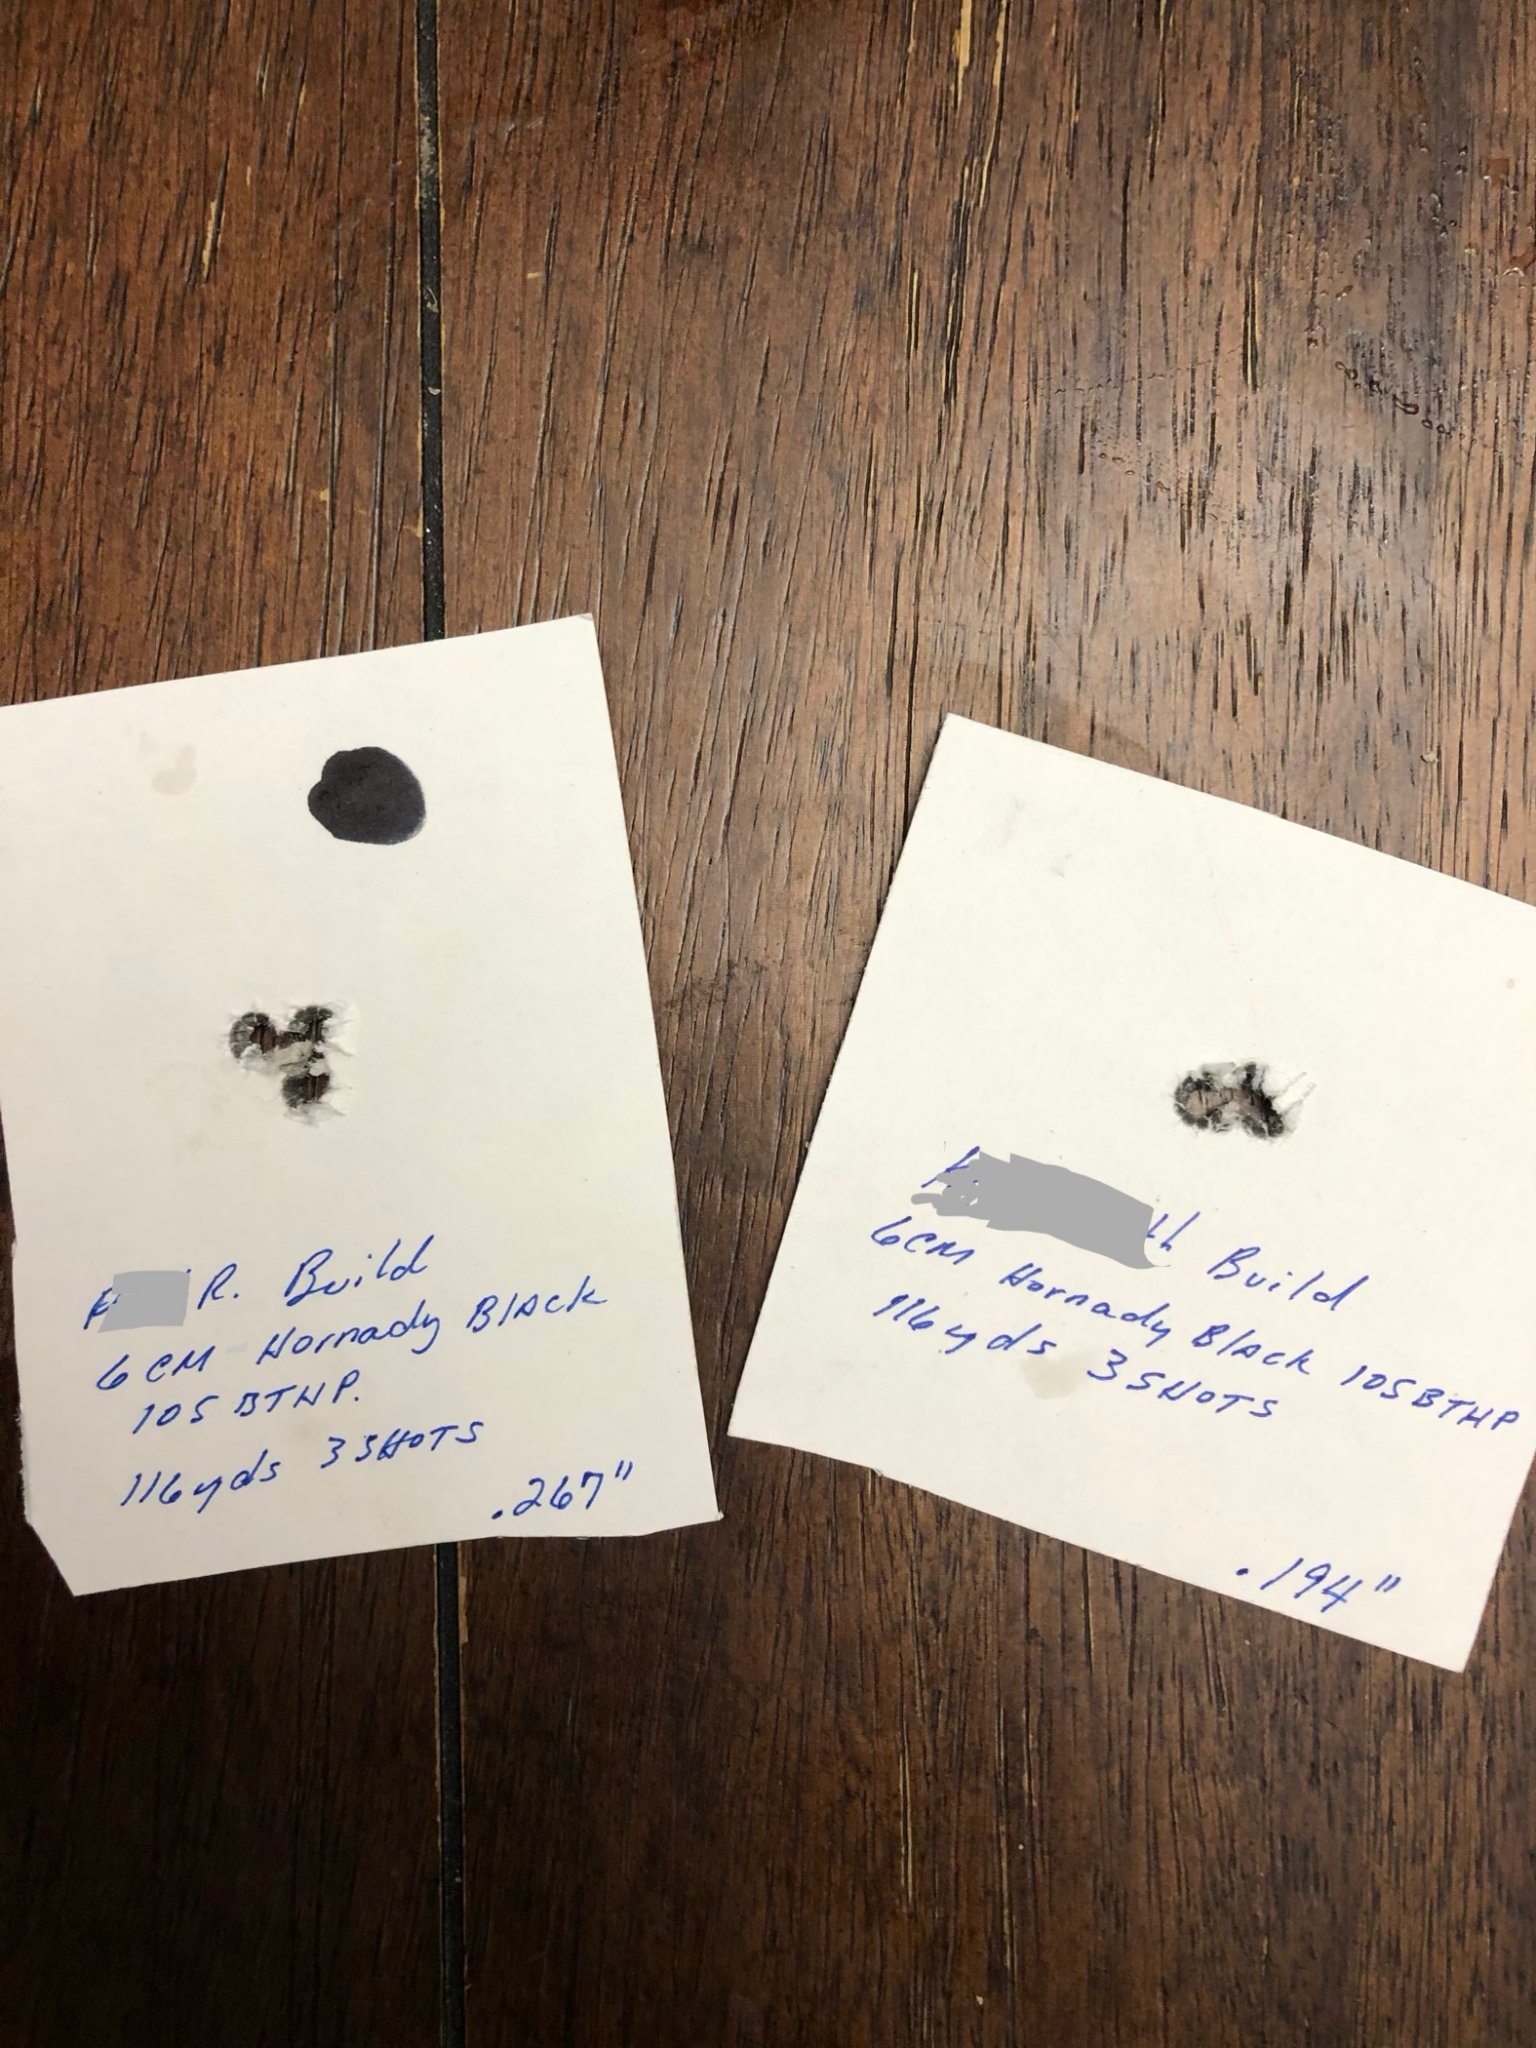 R. Build
6 CM Hornady Black
105 BTHP.
116 yds 3 SHOTS
.267"
Build
6CM Hornady Black 105 BTHP
116 yds 3 SHOTS
.194"